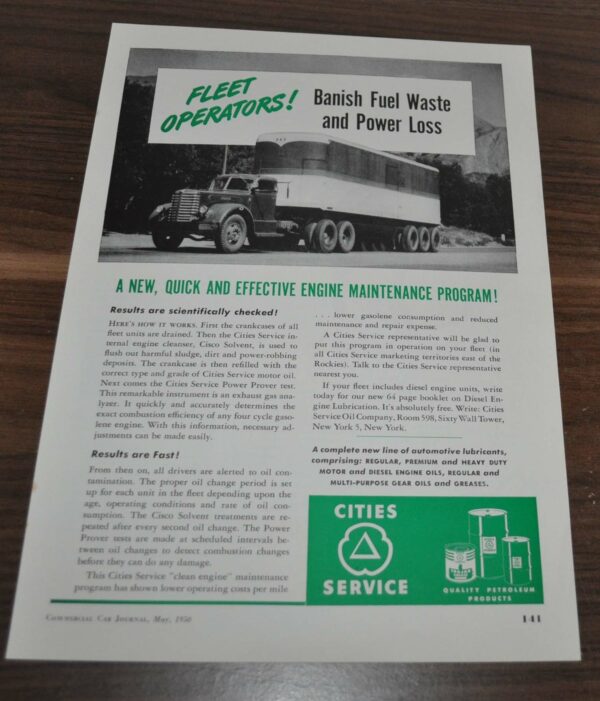 FLEET
OPERATORS!
Banish Fuel Waste
and Power Loss
A NEW, QUICK AND EFFECTIVE ENGINE MAINTENANCE PROGRAM!
Results are scientifically checked!
HERE'S HOW IT WORKS. First the crankcases of all
fleet units are drained. Then the Cities Service in-
ternal engine cleanser, Cisco Solvent, is used to
flush out harmful sludge, dirt and power-robbing
deposits. The crankcase is then refilled with the
correct type and grade of Cities Service motor oil.
Next comes the Cities Service Power Prover test.
This remarkable instrument is an exhaust gas ana-
lyzer. It quickly and accurately determines the
exact combustion efficiency of any four cycle gaso-
lene engine. With this information, necessary ad-
justments can be made easily.
Results are Fast!
From then on, all drivers are alerted to oil con-
tamination. The proper oil change period is set
up for each unit in the fleet depending upon the
age, operating conditions and rate of oil con-
sumption. The Cisco Solvent treatments are re-
peated after every second oil change. The Power
Prover tests are made at scheduled intervals be-
tween oil changes to detect combustion changes
before they can do any damage.
This Cities Service "clean engine" maintenance
program has shown lower operating costs per mile
. . . lower gasolene consumption and reduced
maintenance and repair expense.
A Cities Service representative will be glad to
put this program in operation on your fleet (in
all Cities Service marketing territories east of the
Rockies). Talk to the Cities Service representative
nearest you.
If your fleet includes diesel engine units, write
today for our new 64 page booklet on Diesel En-
gine Lubrication. It's absolutely free. Write: Cities
Service Oil Company, Room 598, Sixty Wall Tower,
New York 5, New York.
A complete new line of automotive lubricants,
comprising: REGULAR, PREMIUM and HEAVY DUTY
MOTOR and DIESEL ENGINE OILS, REGULAR and
MULTI-PURPOSE GEAR OILS and GREASES.
CITIES
SERVICE
QUALITY PETROLEUM
PRODUCTS
COMMERCIAL CAR JOURNAL, May, 1950
141